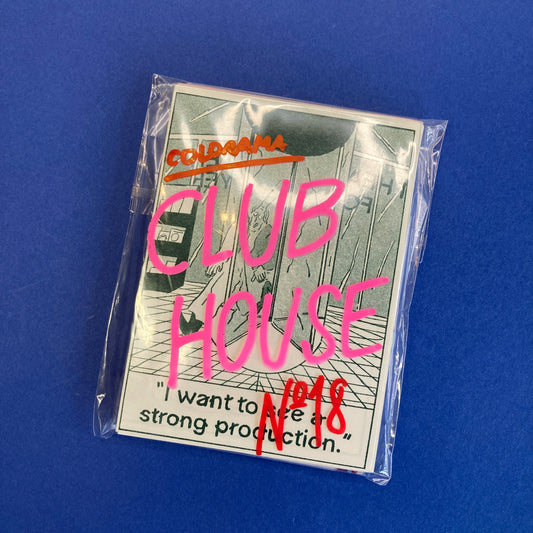 COLORAMA
CLUB
HOUSE
Nº18
"I want to see a
strong production."